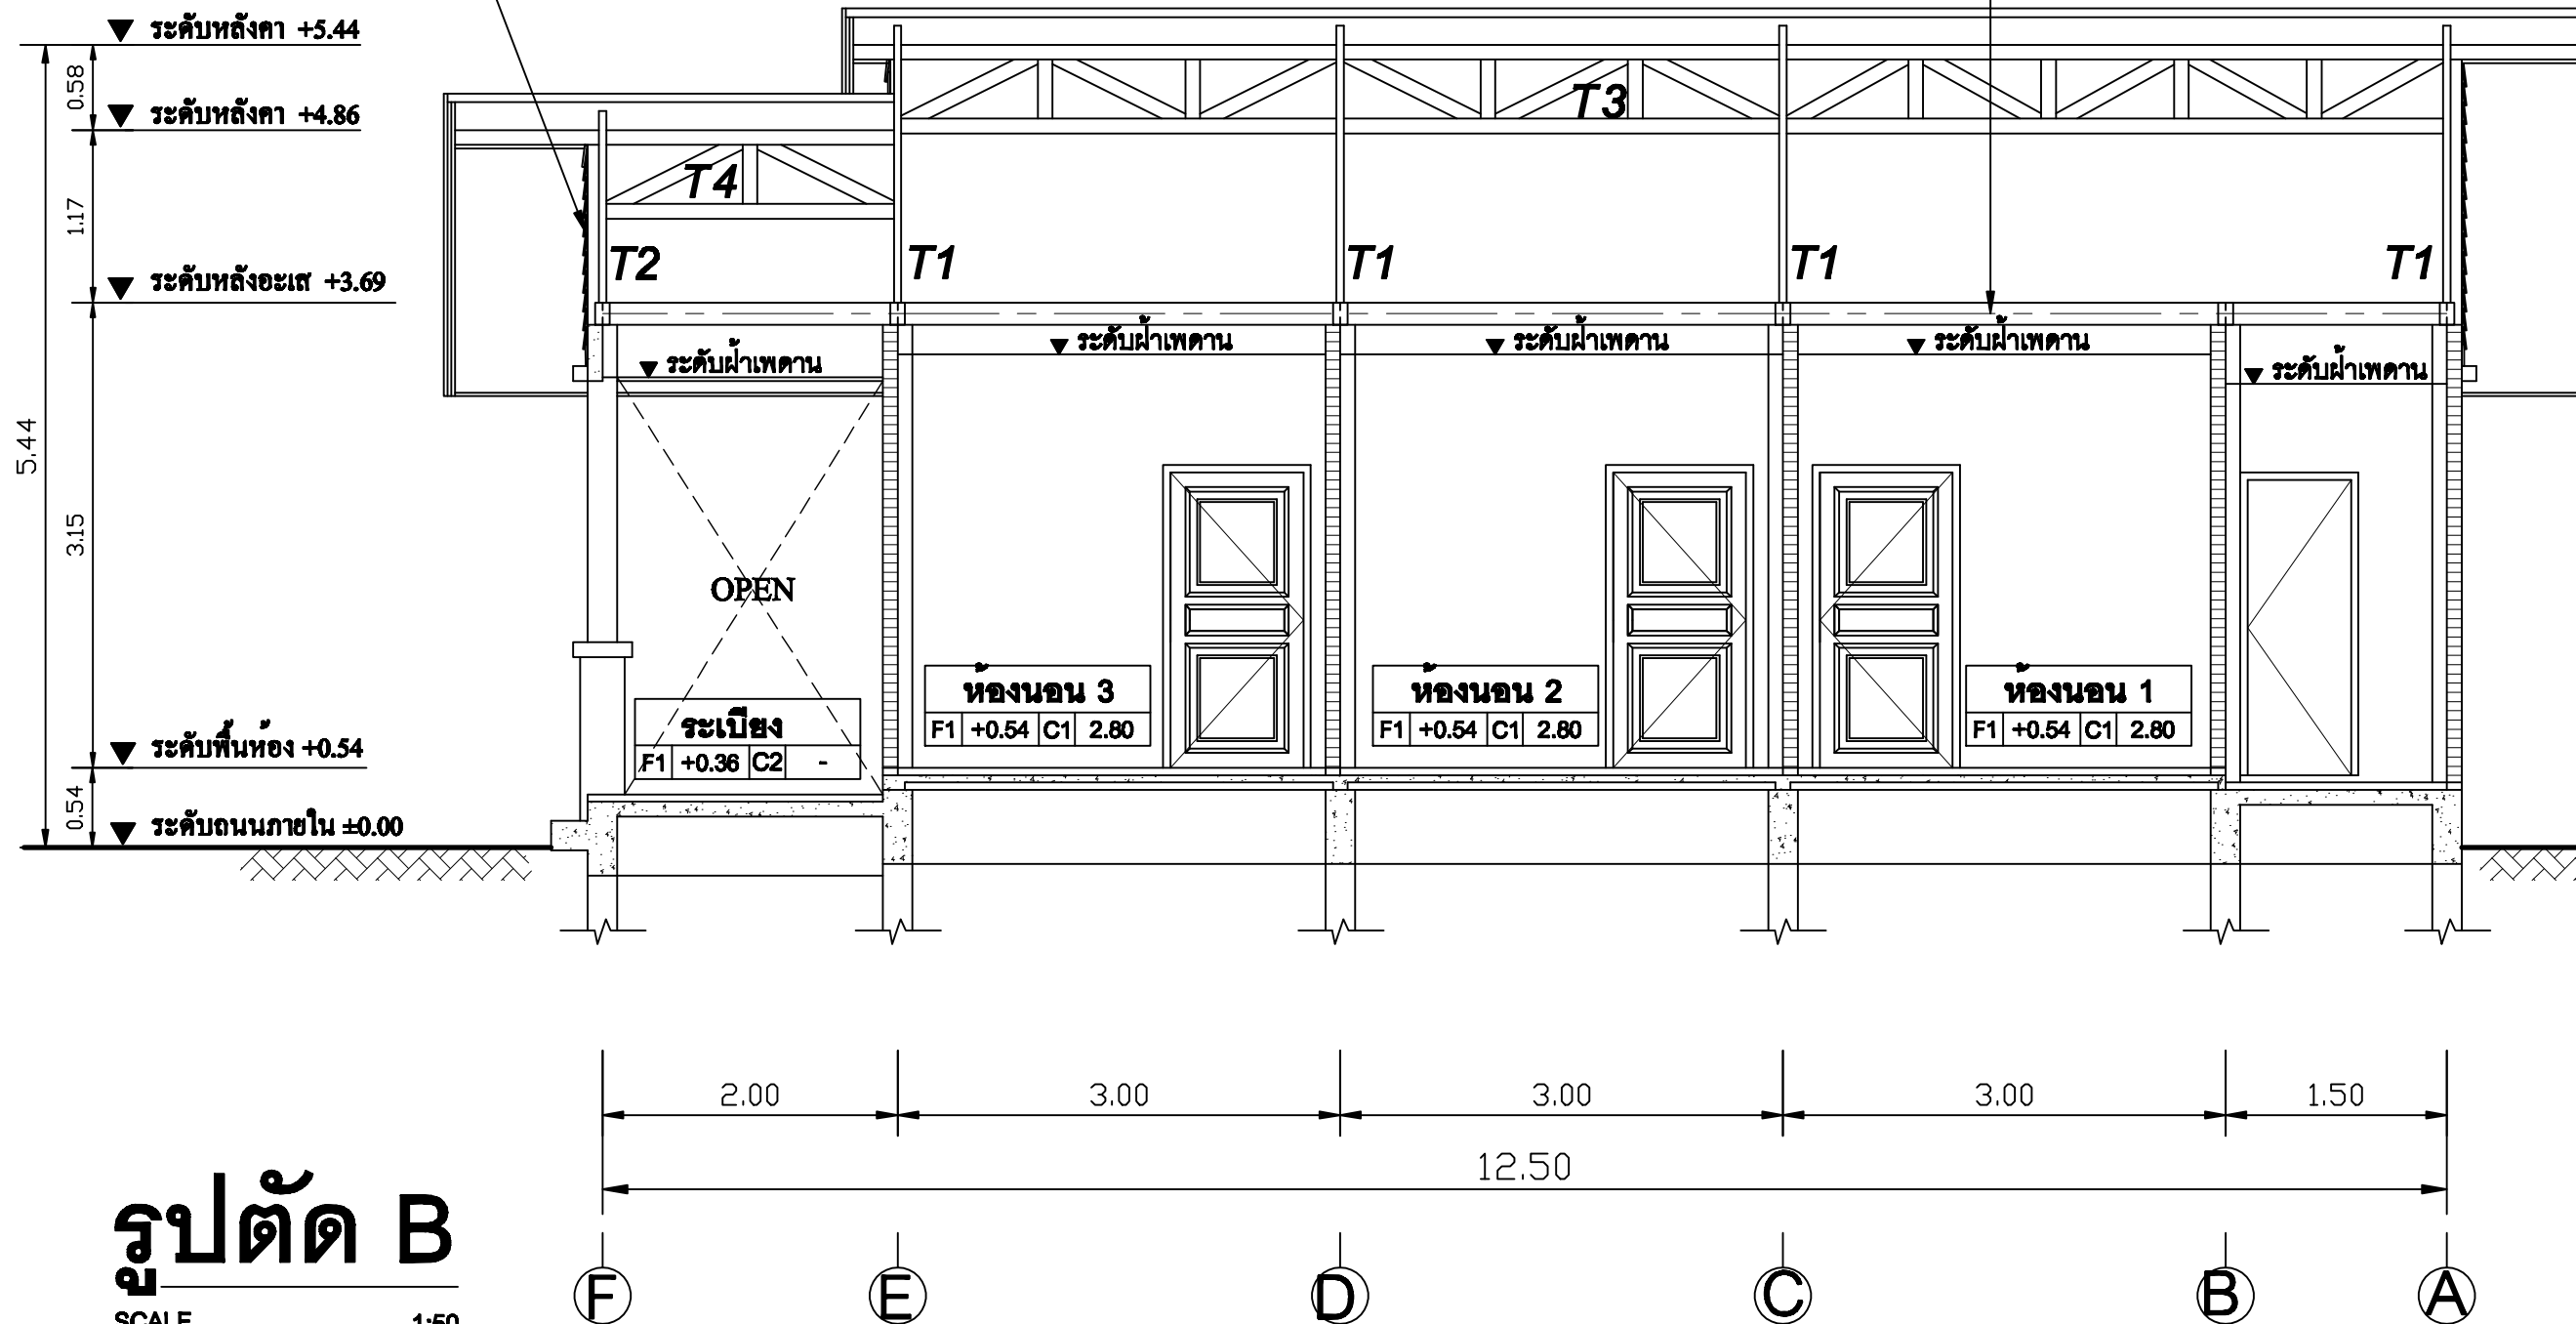 ระดับหลังคา +5.44
0.58
ระดับหลังคา +4.86
T3
T4
1.17
T2
T1
T1
T1
T1
ระดับหลังอะเส +3.69
ระดับฝ้าเพดาน
ระดับฝ้าเพดาน
ระดับฝ้าเพดาน
ระดับฝ้าเพดาน
ระดับฝ้าเพดาน
5.44
3.15
OPEN
ห้องนอน 3
F1 +0.54 C1 2.80
ห้องนอน 2
F1 +0.54 C1 2.80
ห้องนอน 1
F1 +0.54 C1 2.80
ระเบียง
F1 +0.36 C2 -
ระดับพื้นห้อง +0.54
0.54
ระดับถนนภายใน ±0.00
2.00
3.00
3.00
3.00
1.50
12.50
รูปตัด B
SCALE 1:50
F
E
D
C
B
A